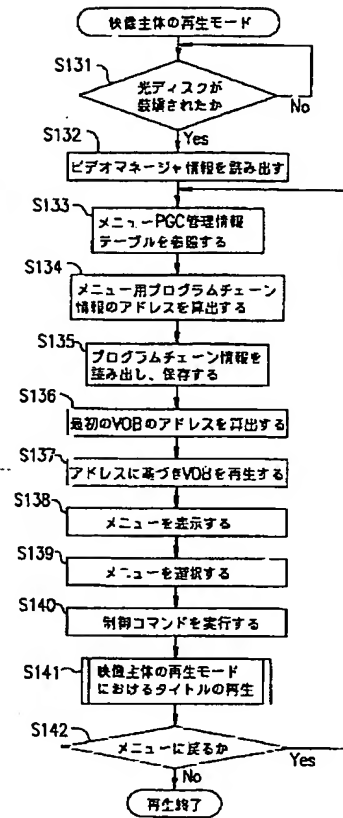 映像主体の再生モード
S131
光ディスクが
装填されたか
No
Yes
S132
ビデオマネージャ情報を読み出す
S133
メニューPGC管理情報
テーブルを参照する
S134
メニュー用プログラムチェーン
情報のアドレスを算出する
S135
プログラムチェーン情報を
読み出し、保存する
S136
最初のVOBのアドレスを算出する
S137
アドレスに基づきVOBを再生する
S138
メニューを表示する
S139
メニューを選択する
S140
制御コマンドを実行する
S141
映像主体の再生モード
におけるタイトルの再生
S142
メニューに戻るか
Yes
No
再生終了